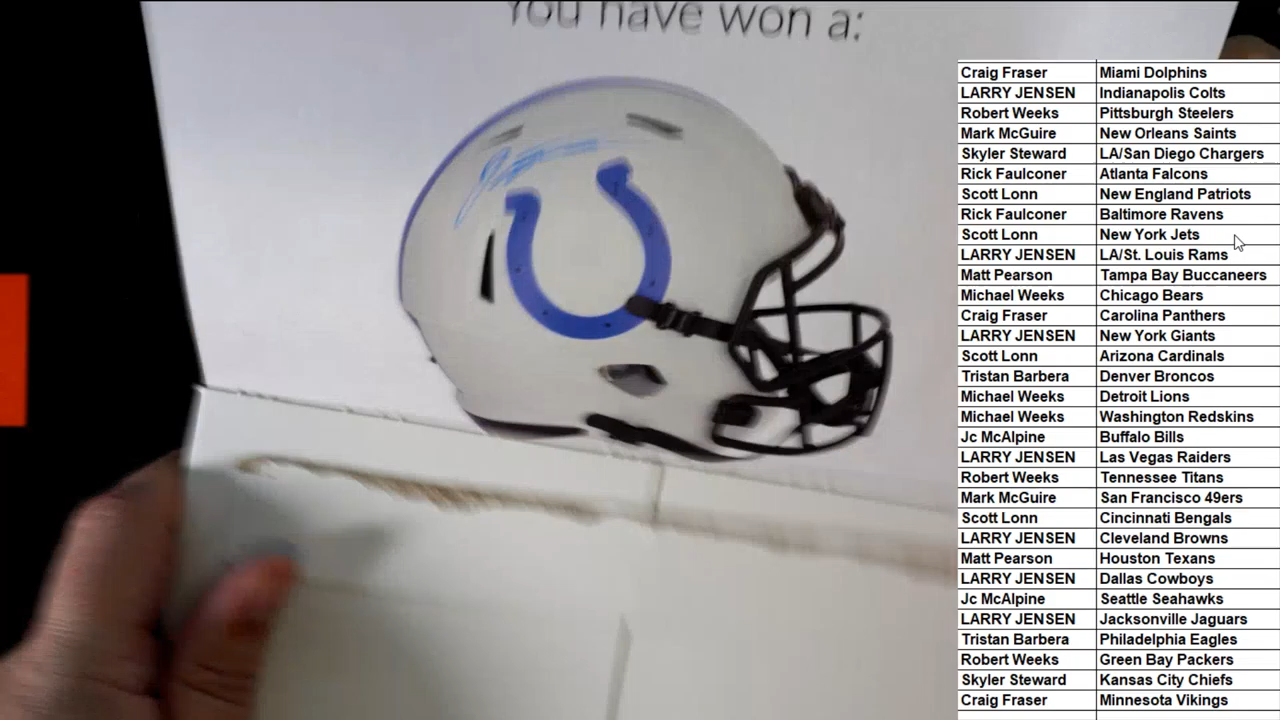 You have won a:
Craig Fraser Miami Dolphins
LARRY JENSEN Indianapolis Colts
Robert Weeks Pittsburgh Steelers
Mark McGuire New Orleans Saints
Skyler Steward LA/San Diego Chargers
Rick Faulconer Atlanta Falcons
Scott Lonn New England Patriots
Rick Faulconer Baltimore Ravens
Scott Lonn New York Jets
LARRY JENSEN LA/St. Louis Rams
Matt Pearson Tampa Bay Buccaneers
Michael Weeks Chicago Bears
Craig Fraser Carolina Panthers
LARRY JENSEN New York Giants
Scott Lonn Arizona Cardinals
Tristan Barbera Denver Broncos
Michael Weeks Detroit Lions
Michael Weeks Washington Redskins
Jc McAlpine Buffalo Bills
LARRY JENSEN Las Vegas Raiders
Robert Weeks Tennessee Titans
Mark McGuire San Francisco 49ers
Scott Lonn Cincinnati Bengals
LARRY JENSEN Cleveland Browns
Matt Pearson Houston Texans
LARRY JENSEN Dallas Cowboys
Jc McAlpine Seattle Seahawks
LARRY JENSEN Jacksonville Jaguars
Tristan Barbera Philadelphia Eagles
Robert Weeks Green Bay Packers
Skyler Steward Kansas City Chiefs
Craig Fraser Minnesota Vikings